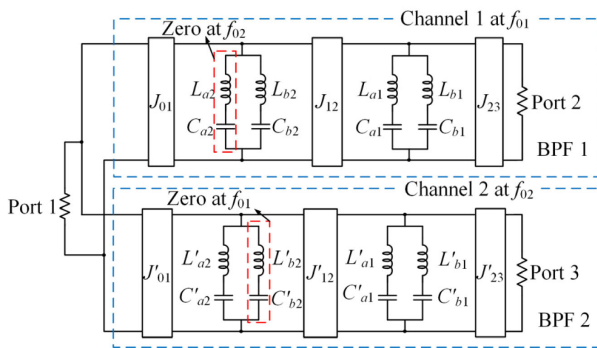 Zero at f02
Channel 1 at f01
J01
La2
Lb2
Ca2
Cb2
J12
La1
Lb1
Ca1
Cb1
J23
Port 2
BPF 1
Port 1
Zero at f01
Channel 2 at f02
J'01
L'a2
L'b2
C'a2
C'b2
J'12
L'a1
L'b1
C'a1
C'b1
J'23
Port 3
BPF 2